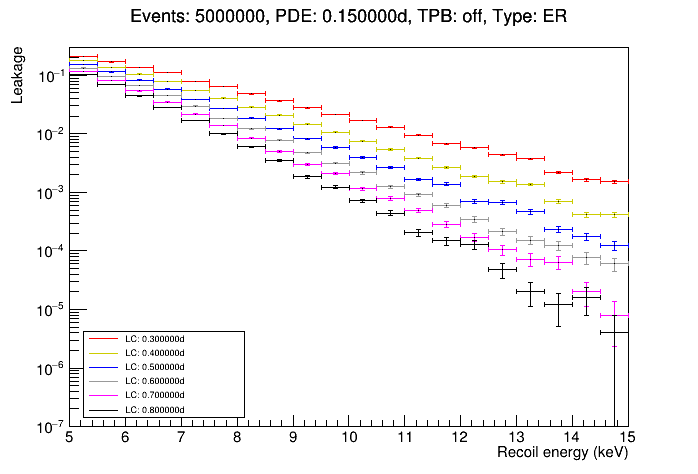 Events: 5000000, PDE: 0.150000d, TPB: off, Type: ER
Leakage
10⁻¹
10⁻²
10⁻³
10⁻⁴
10⁻⁵
10⁻⁶
10⁻⁷
LC: 0.300000d
LC: 0.400000d
LC: 0.500000d
LC: 0.600000d
LC: 0.700000d
LC: 0.800000d
5 6 7 8 9 10 11 12 13 14 15
Recoil energy (keV)